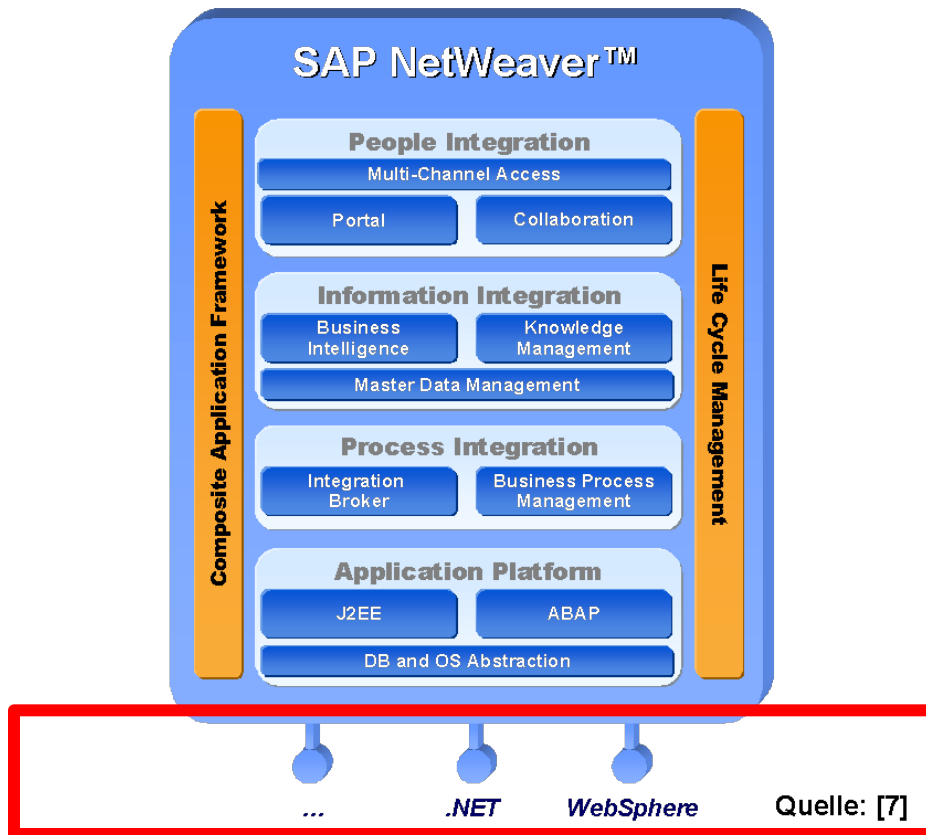 SAP NetWeaver™
Composite Application Framework
People Integration
Multi-Channel Access
Portal
Collaboration
Information Integration
Business
Intelligence
Knowledge
Management
Master Data Management
Process Integration
Integration
Broker
Business Process
Management
Application Platform
J2EE
ABAP
DB and OS Abstraction
Life Cycle Management
...
.NET
WebSphere
Quelle: [7]